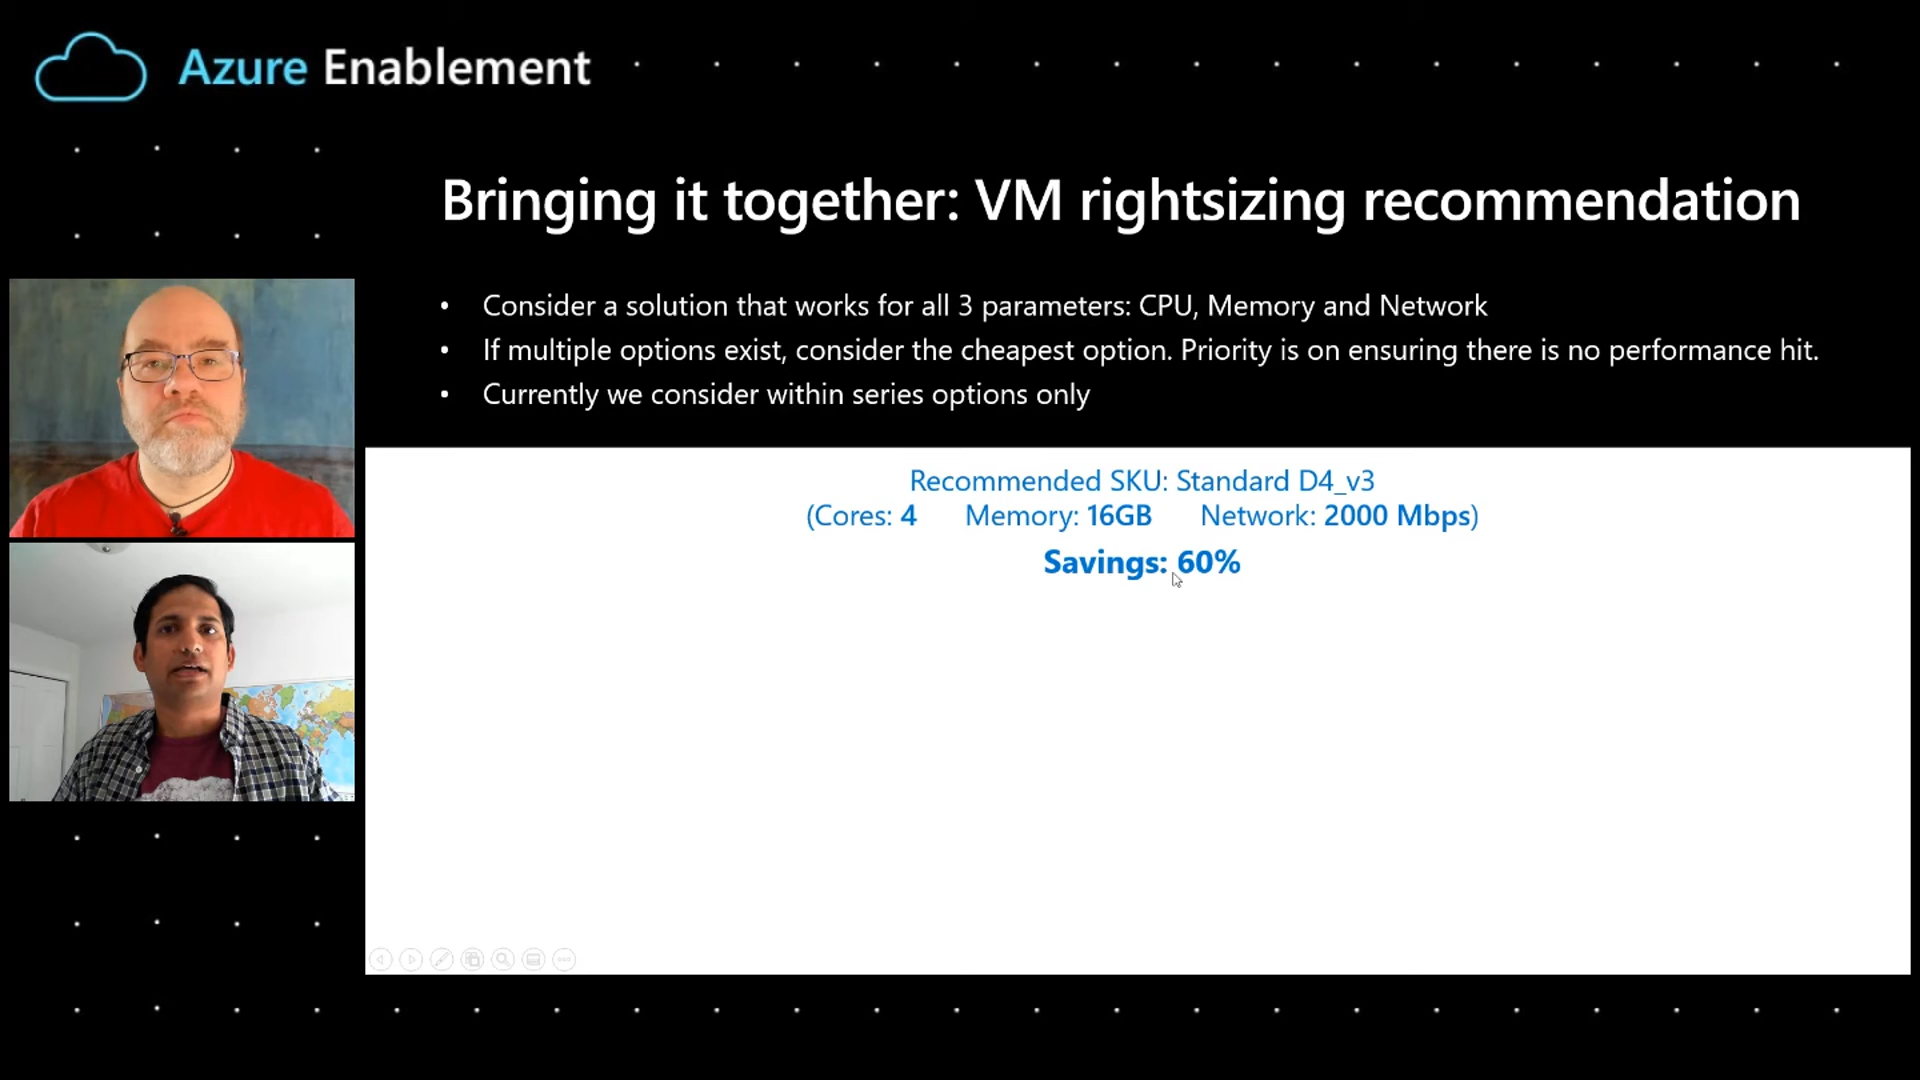 Azure Enablement
Bringing it together: VM rightsizing recommendation
• Consider a solution that works for all 3 parameters: CPU, Memory and Network
• If multiple options exist, consider the cheapest option. Priority is on ensuring there is no performance hit.
• Currently we consider within series options only
Recommended SKU: Standard D4_v3
(Cores: 4 Memory: 16GB Network: 2000 Mbps)
Savings: 60%